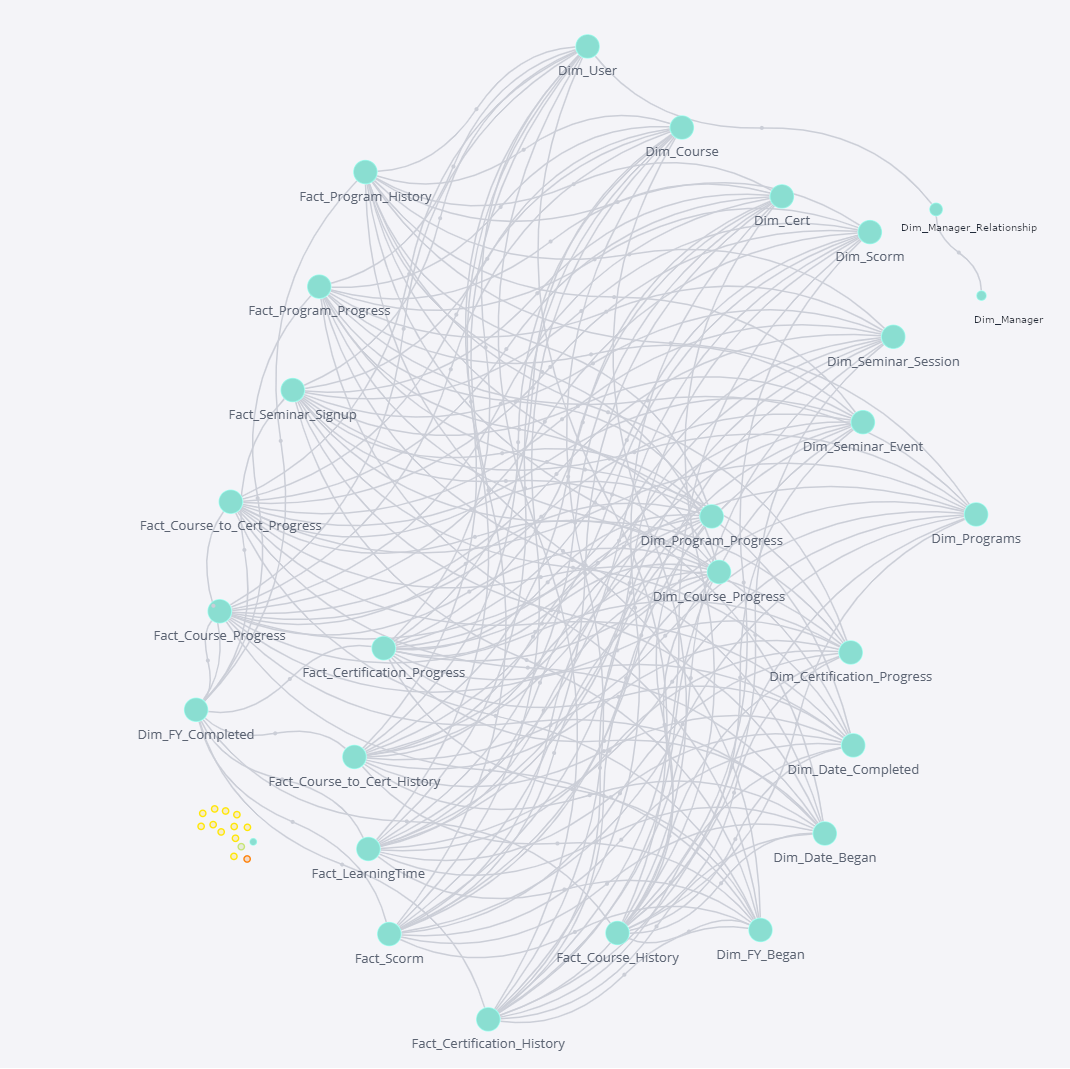 Dim_User
Dim_Course
Fact_Program_History
Dim_Cert
Dim_Manager_Relationship
Dim_Scorm
Fact_Program_Progress
Dim_Manager
Dim_Seminar_Session
Fact_Seminar_Signup
Dim_Seminar_Event
Fact_Course_to_Cert_Progress
Dim_Program_Progress
Dim_Programs
Dim_Course_Progress
Fact_Course_Progress
Fact_Certification_Progress
Dim_Certification_Progress
Dim_FY_Completed
Dim_Date_Completed
Fact_Course_to_Cert_History
Dim_Date_Began
Fact_LearningTime
Fact_Scorm
Fact_Course_History
Dim_FY_Began
Fact_Certification_History